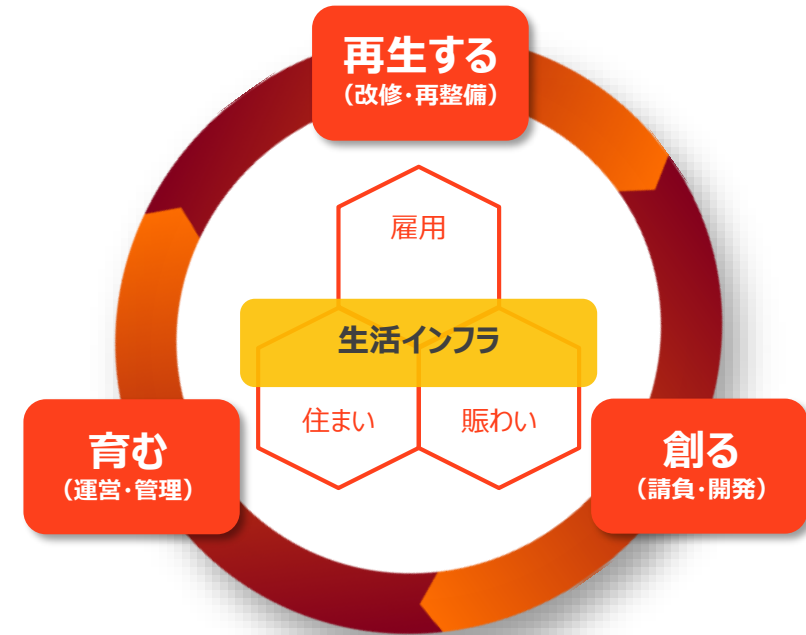 再生する
（改修・再整備）
雇用
生活インフラ
住まい
賑わい
育む
（運営・管理）
創る
（請負・開発）